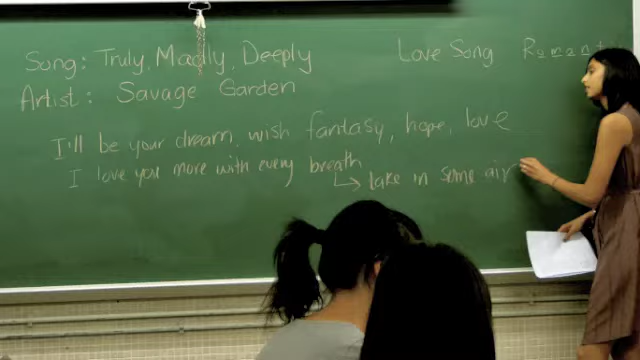 Song: Truly, Madly, Deeply
Love Song
Artist: Savage Garden
I'll be your dream, wish fantasy, hope, love
I love you more with every breath
↳ take in some air